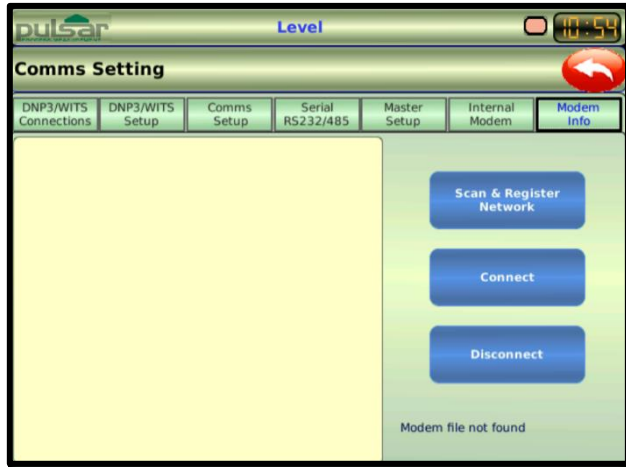 pulsar
Level
10:54
Comms Setting
DNP3/WITS Connections
DNP3/WITS Setup
Comms Setup
Serial RS232/485
Master Setup
Internal Modem
Modem Info
Scan & Register Network
Connect
Disconnect
Modem file not found